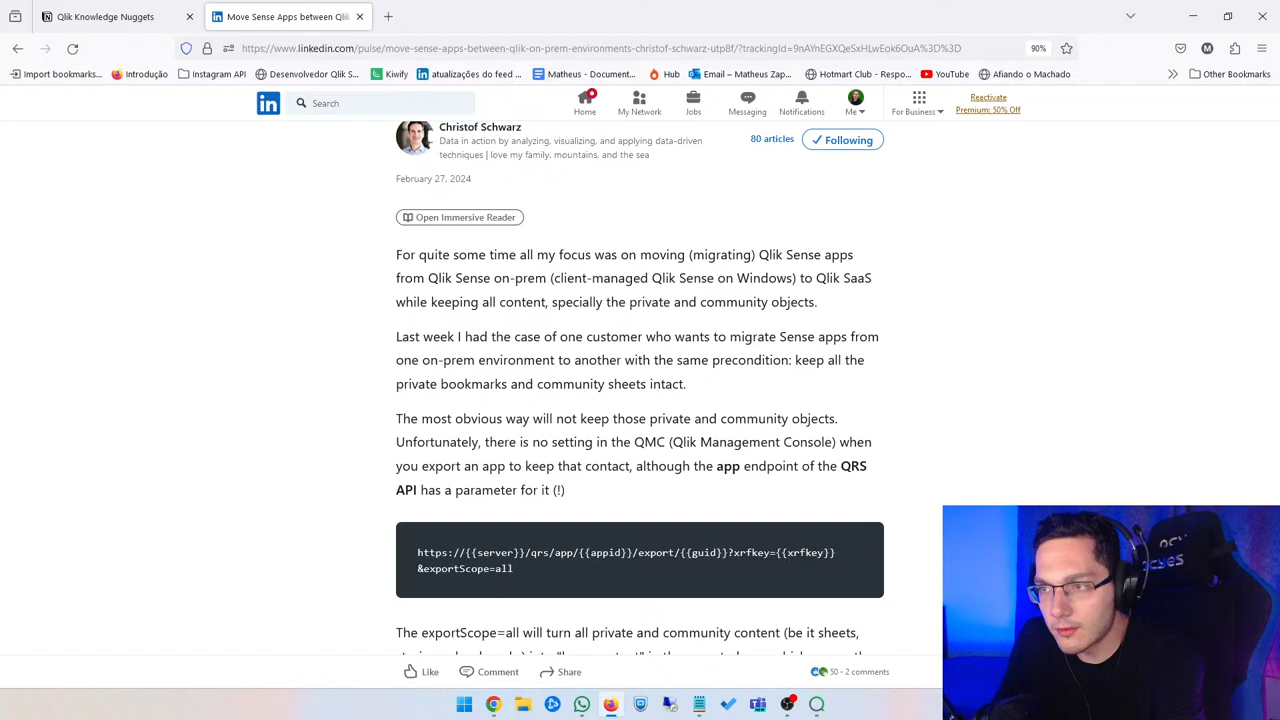 Qlik Knowledge Nuggets
Move Sense Apps between Qlik
https://www.linkedin.com/pulse/move-sense-apps-between-qlik-on-prem-environments-christof-schwarz-utp8f/?trackingId=9nAYnEGXQeSxHLwEok6OuA%3D%3D
90%
Import bookmarks...
Introdução
Instagram API
Desenvolvedor Qlik S...
Kiwify
atualizações do feed ...
Matheus - Document...
Hub
Email – Matheus Zap...
Hotmart Club - Respo...
YouTube
Afiando o Machado
Other Bookmarks
in
Search
Home
My Network
Jobs
Messaging
Notifications
Me
For Business
Reactivate
Premium: 50% Off
Christof Schwarz
Data in action by analyzing, visualizing, and applying data-driven
techniques | love my family, mountains, and the sea
80 articles
Following
February 27, 2024
Open Immersive Reader
For quite some time all my focus was on moving (migrating) Qlik Sense apps
from Qlik Sense on-prem (client-managed Qlik Sense on Windows) to Qlik SaaS
while keeping all content, specially the private and community objects.
Last week I had the case of one customer who wants to migrate Sense apps from
one on-prem environment to another with the same precondition: keep all the
private bookmarks and community sheets intact.
The most obvious way will not keep those private and community objects.
Unfortunately, there is no setting in the QMC (Qlik Management Console) when
you export an app to keep that contact, although the app endpoint of the QRS
API has a parameter for it (!)
https://{{server}}/qrs/app/{{appid}}/export/{{guid}}?xrfkey={{xrfkey}}
&exportScope=all
The exportScope=all will turn all private and community content (be it sheets,
Like
Comment
Share
50 • 2 comments